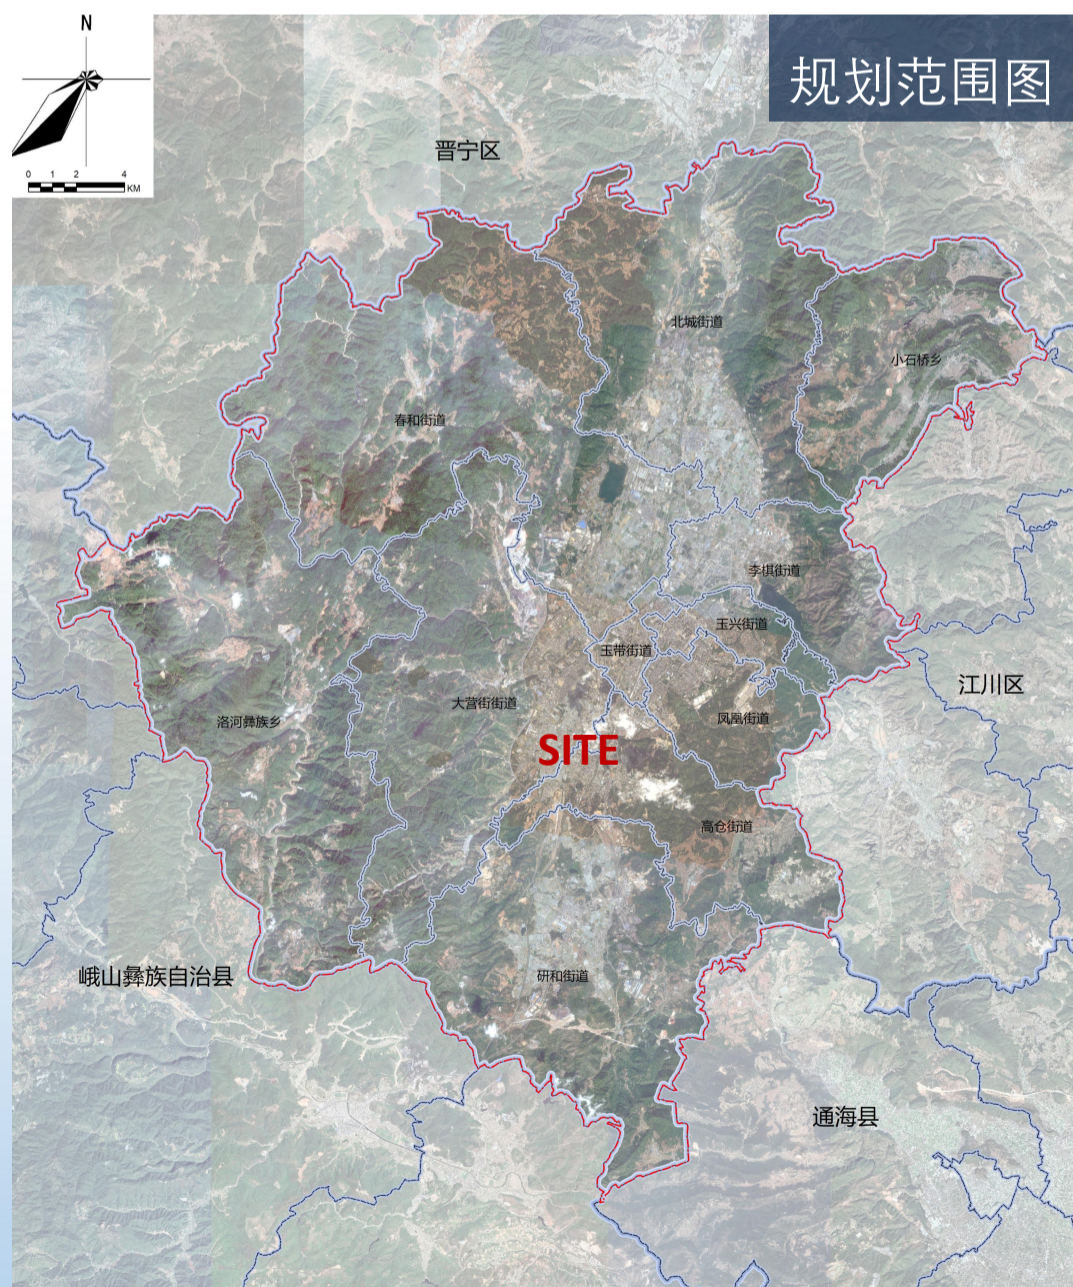 N
规划范围图
0 1 2 4
KM
晋宁区
北城街道
小石桥乡
春和街道
李棋街道
玉兴街道
玉带街道
江川区
大营街街道
洛河彝族乡
凤凰街道
SITE
高仓街道
峨山彝族自治县
研和街道
通海县